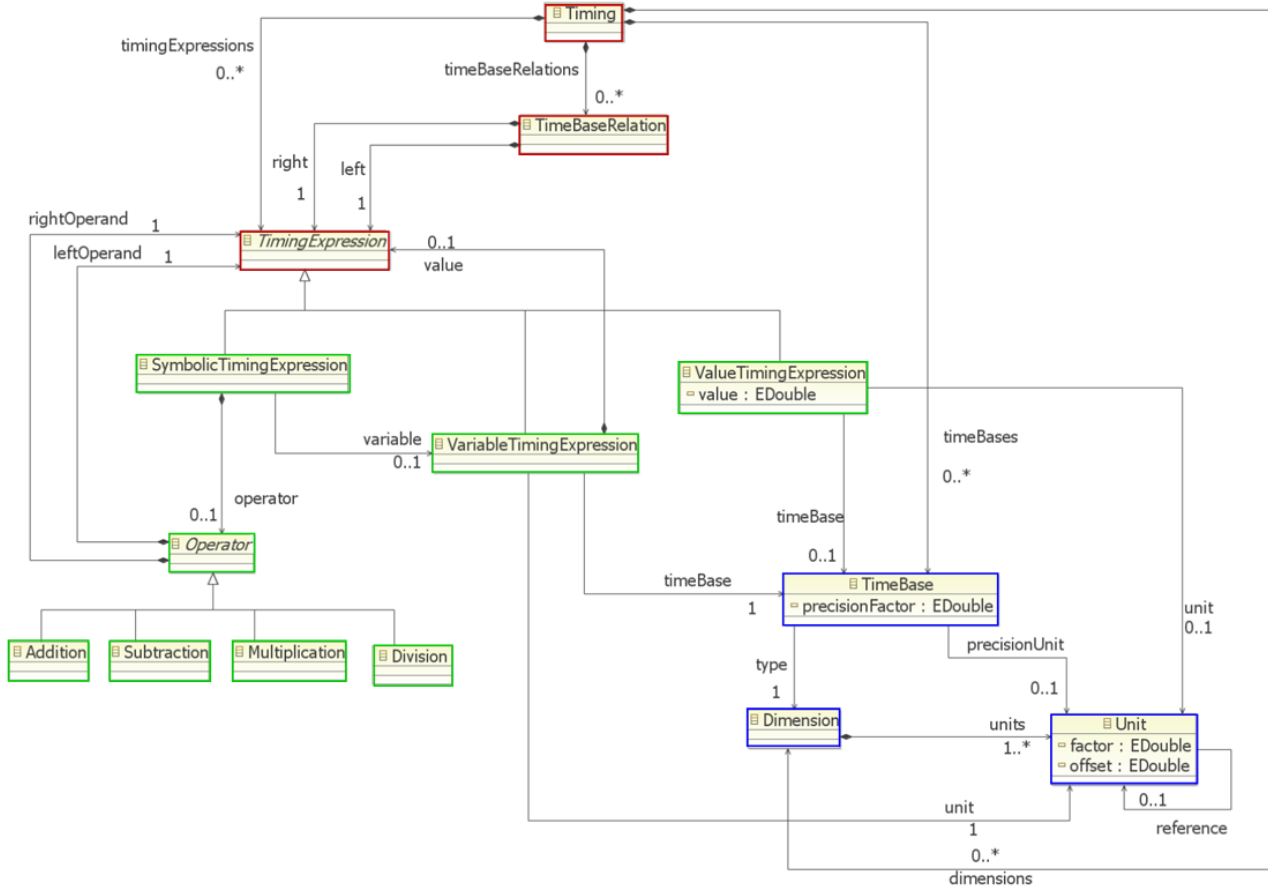 Timing
timingExpressions
0..*
timeBaseRelations
0..*
TimeBaseRelation
right
1
left
1
rightOperand
1
leftOperand
1
TimingExpression
0..1
value
SymbolicTimingExpression
ValueTimingExpression
value : EDouble
variable
0..1
VariableTimingExpression
timeBases
0..*
operator
0..1
timeBase
0..1
Operator
timeBase
1
TimeBase
precisionFactor : EDouble
unit
0..1
Addition
Subtraction
Multiplication
Division
precisionUnit
0..1
type
1
Dimension
units
1..*
Unit
factor : EDouble
offset : EDouble
0..1
reference
unit
1
0..*
dimensions